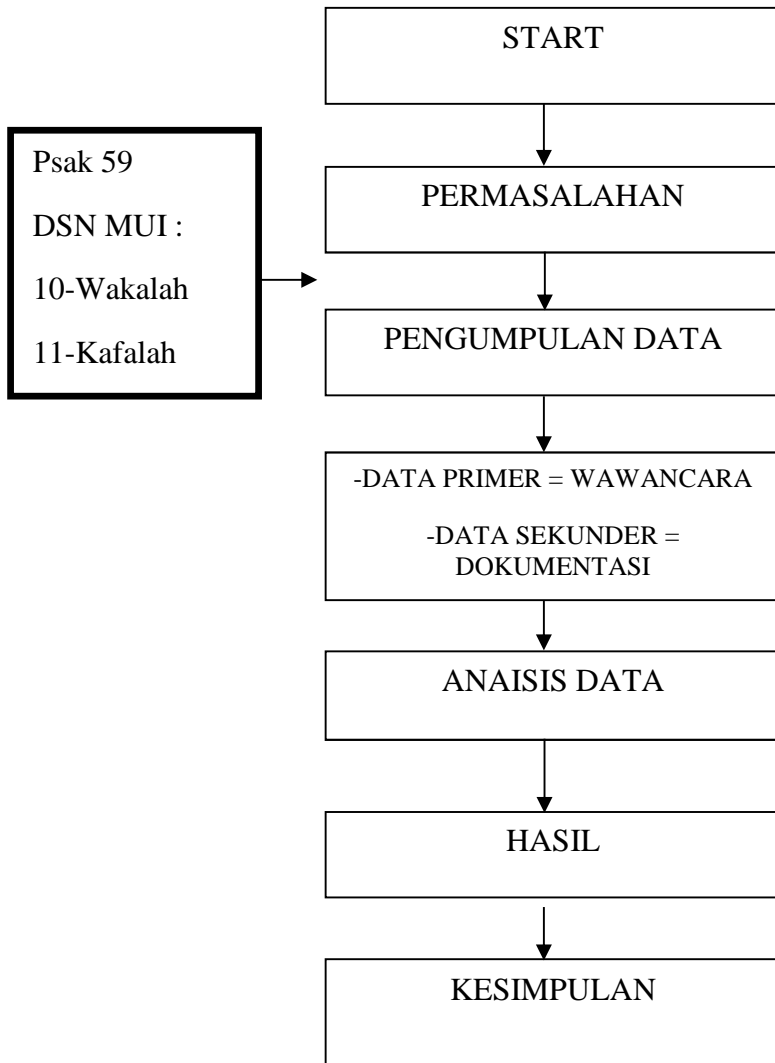 START
Psak 59
DSN MUI :
10-Wakalah
11-Kafalah
PERMASALAHAN
PENGUMPULAN DATA
-DATA PRIMER = WAWANCARA
-DATA SEKUNDER =
DOKUMENTASI
ANAISIS DATA
HASIL
KESIMPULAN